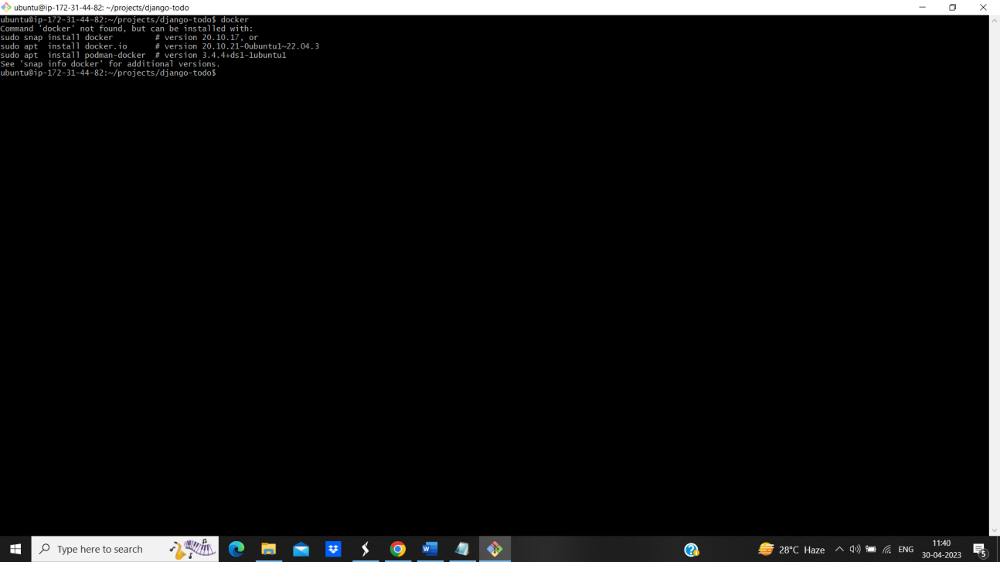 ubuntu@ip-172-31-44-82: ~/projects/django-todo
ubuntu@ip-172-31-44-82:~/projects/django-todo$ docker
Command 'docker' not found, but can be installed with:
sudo snap install docker         # version 20.10.17, or
sudo apt  install docker.io      # version 20.10.21-0ubuntu1~22.04.3
sudo apt  install podman-docker  # version 3.4.4+ds1-1ubuntu1
See 'snap info docker' for additional versions.
ubuntu@ip-172-31-44-82:~/projects/django-todo$
Type here to search
28°C Haze
ENG
11:40
30-04-2023
5